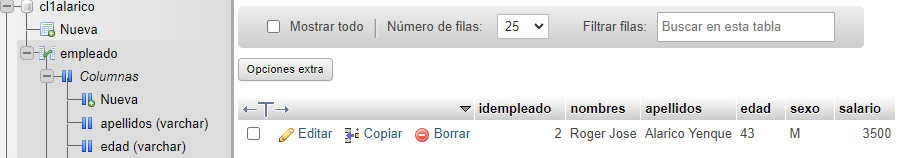 cl1alarico
Nueva
empleado
Columnas
Nueva
apellidos (varchar)
edad (varchar)
Mostrar todo Número de filas: 25 Filtrar filas: Buscar en esta tabla
Opciones extra
←T→ idempleado nombres apellidos edad sexo salario
Editar Copiar Borrar 2 Roger Jose Alarico Yenque 43 M 3500